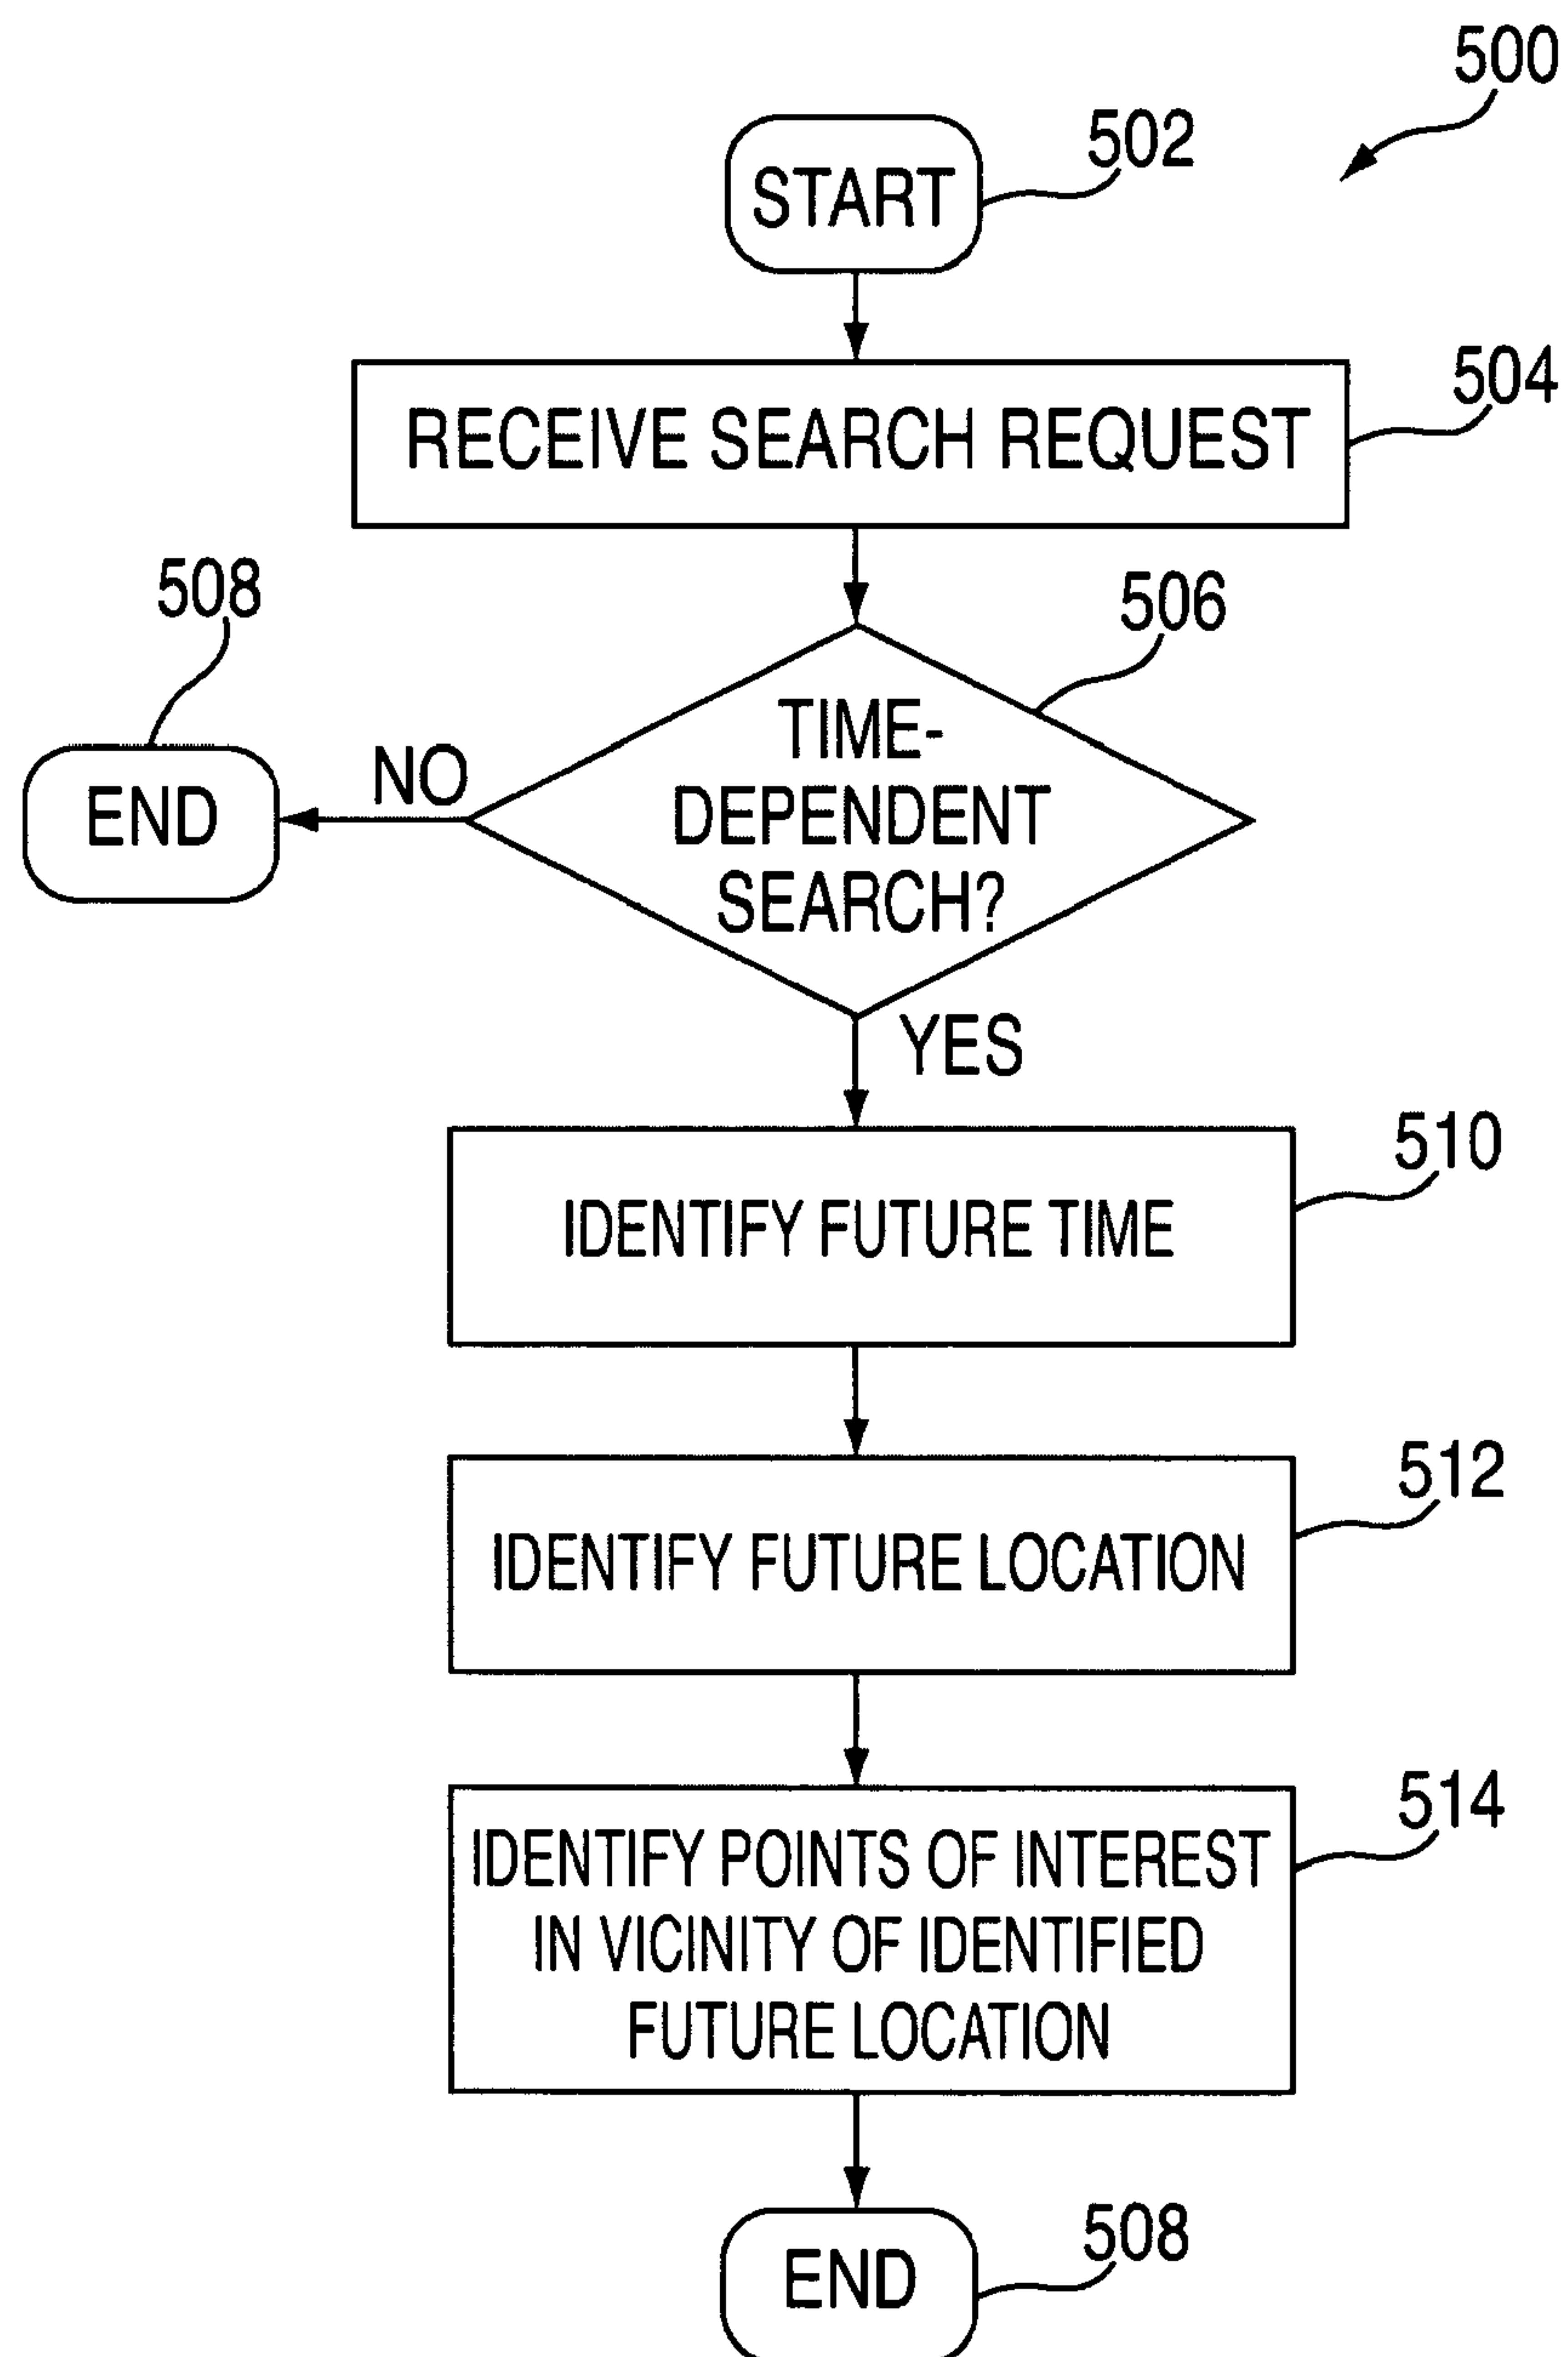 500
502
START
504
RECEIVE SEARCH REQUEST
508
506
TIME-
DEPENDENT
SEARCH?
NO
END
YES
510
IDENTIFY FUTURE TIME
512
IDENTIFY FUTURE LOCATION
514
IDENTIFY POINTS OF INTEREST
IN VICINITY OF IDENTIFIED
FUTURE LOCATION
508
END